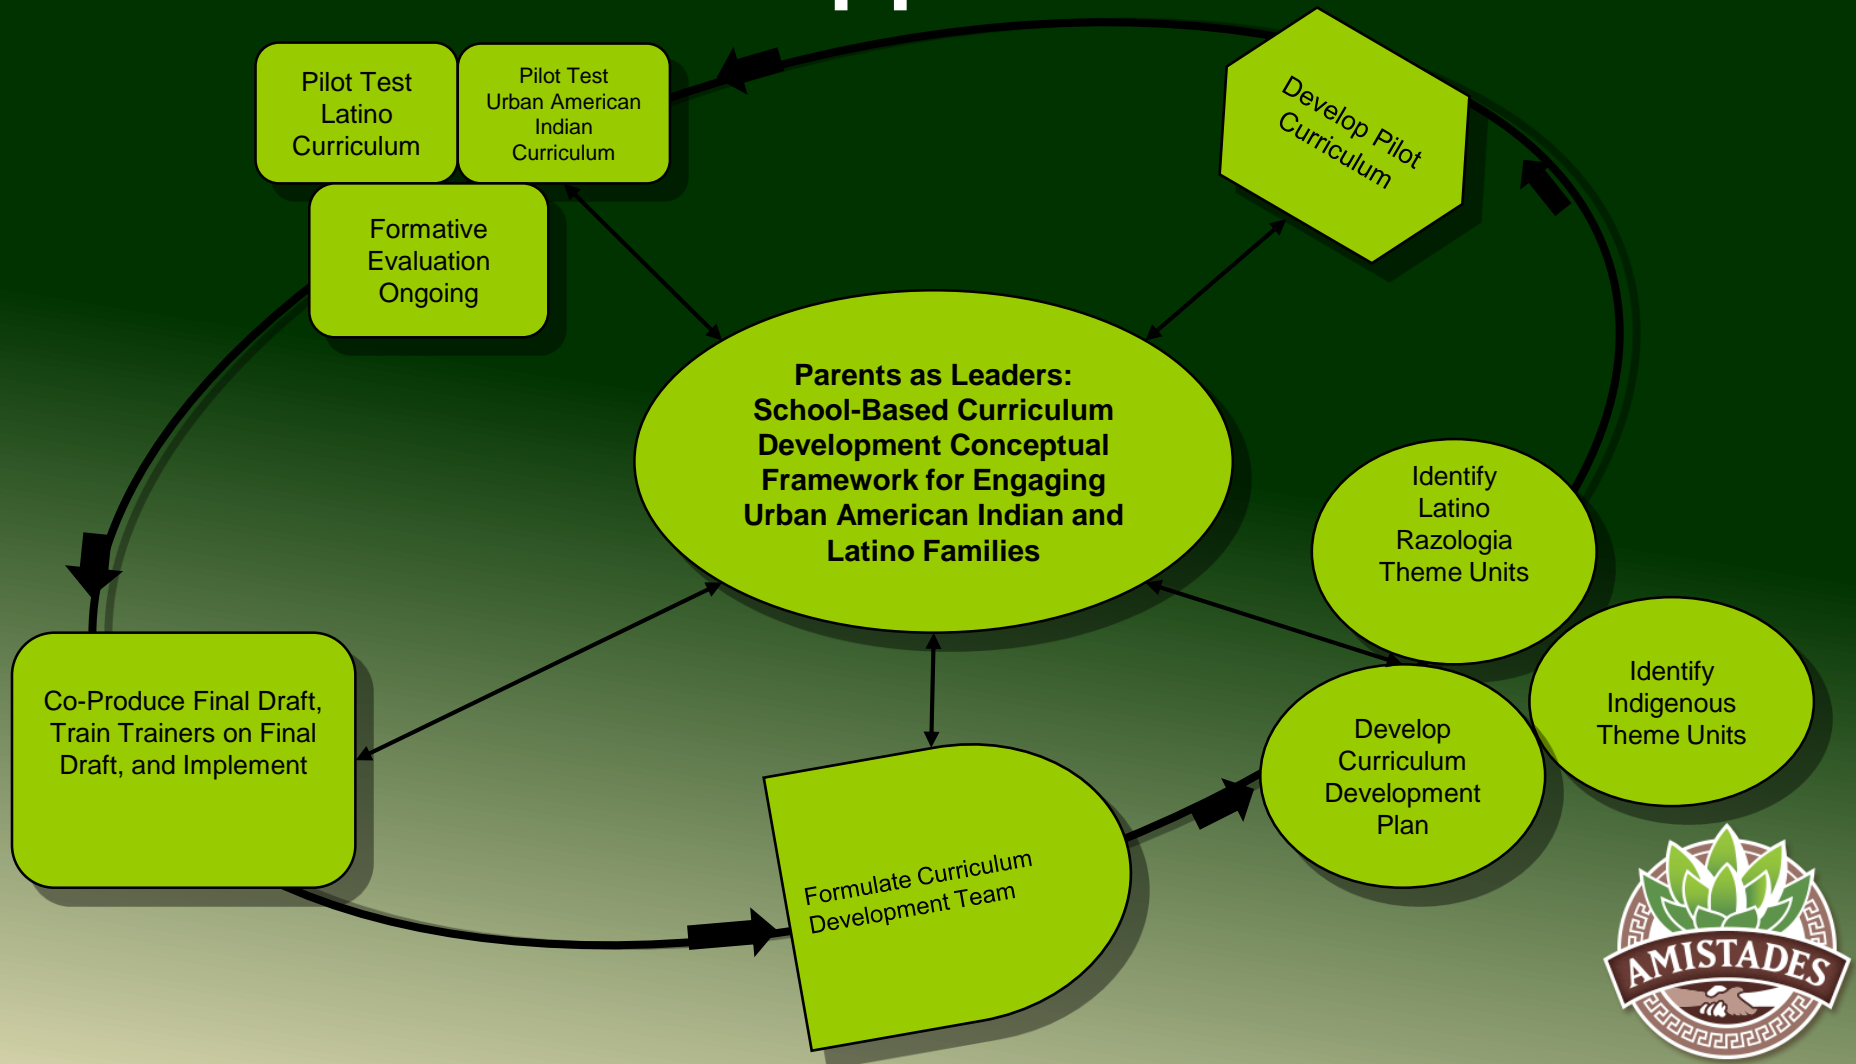 Pilot Test
Latino
Curriculum
Pilot Test
Urban American
Indian
Curriculum
Formative
Evaluation
Ongoing
Develop Pilot
Curriculum
Parents as Leaders:
School-Based Curriculum
Development Conceptual
Framework for Engaging
Urban American Indian and
Latino Families
Identify
Latino
Razologia
Theme Units
Identify
Indigenous
Theme Units
Develop
Curriculum
Development
Plan
Co-Produce Final Draft,
Train Trainers on Final
Draft, and Implement
Formulate Curriculum
Development Team
AMISTADES